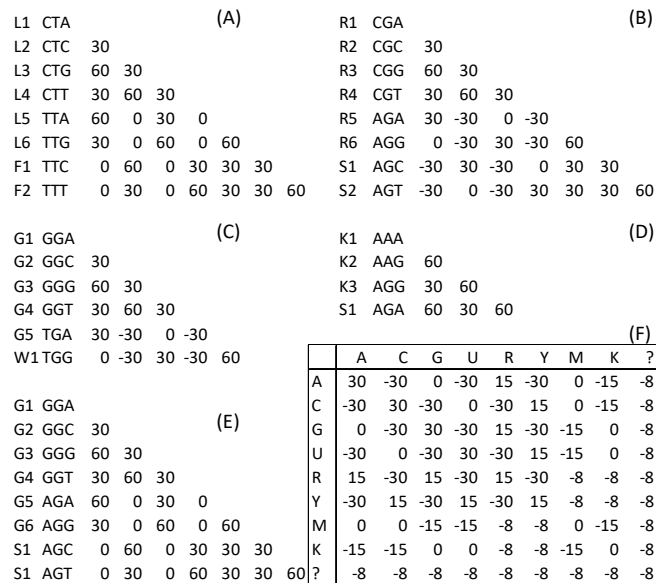 (A)
L1 CTA
L2 CTC 30
L3 CTG 60 30
L4 CTT 30 60 30
L5 TTA 60 0 30 0
L6 TTG 30 0 60 0 60
F1 TTC 0 60 0 30 30 30
F2 TTT 0 30 0 60 30 30 60
(B)
R1 CGA
R2 CGC 30
R3 CGG 60 30
R4 CGT 30 60 30
R5 AGA 30 -30 0 -30
R6 AGG 0 -30 30 -30 60
S1 AGC -30 30 -30 0 30 30
S2 AGT -30 0 -30 30 30 30 60
(C)
G1 GGA
G2 GGC 30
G3 GGG 60 30
G4 GGT 30 60 30
G5 TGA 30 -30 0 -30
W1 TGG 0 -30 30 -30 60
(D)
K1 AAA
K2 AAG 60
K3 AGG 30 60
S1 AGA 60 30 60
(E)
G1 GGA
G2 GGC 30
G3 GGG 60 30
G4 GGT 30 60 30
G5 AGA 60 0 30 0
G6 AGG 30 0 60 0 60
S1 AGC 0 60 0 30 30 30
S1 AGT 0 30 0 60 30 30 60
(F)
A C G U R Y M K ?
A 30 -30 0 -30 15 -30 0 -15 -8
C -30 30 -30 0 -30 15 0 -15 -8
G 0 -30 30 -30 15 -30 -15 0 -8
U -30 0 -30 30 -30 15 -15 0 -8
R 15 -30 15 -30 15 -30 -8 -8 -8
Y -30 15 -30 15 -30 15 -8 -8 -8
M 0 0 -15 -15 -8 -8 0 -15 -8
K -15 -15 0 0 -8 -8 -15 0 -8
? -8 -8 -8 -8 -8 -8 -8 -8 -8